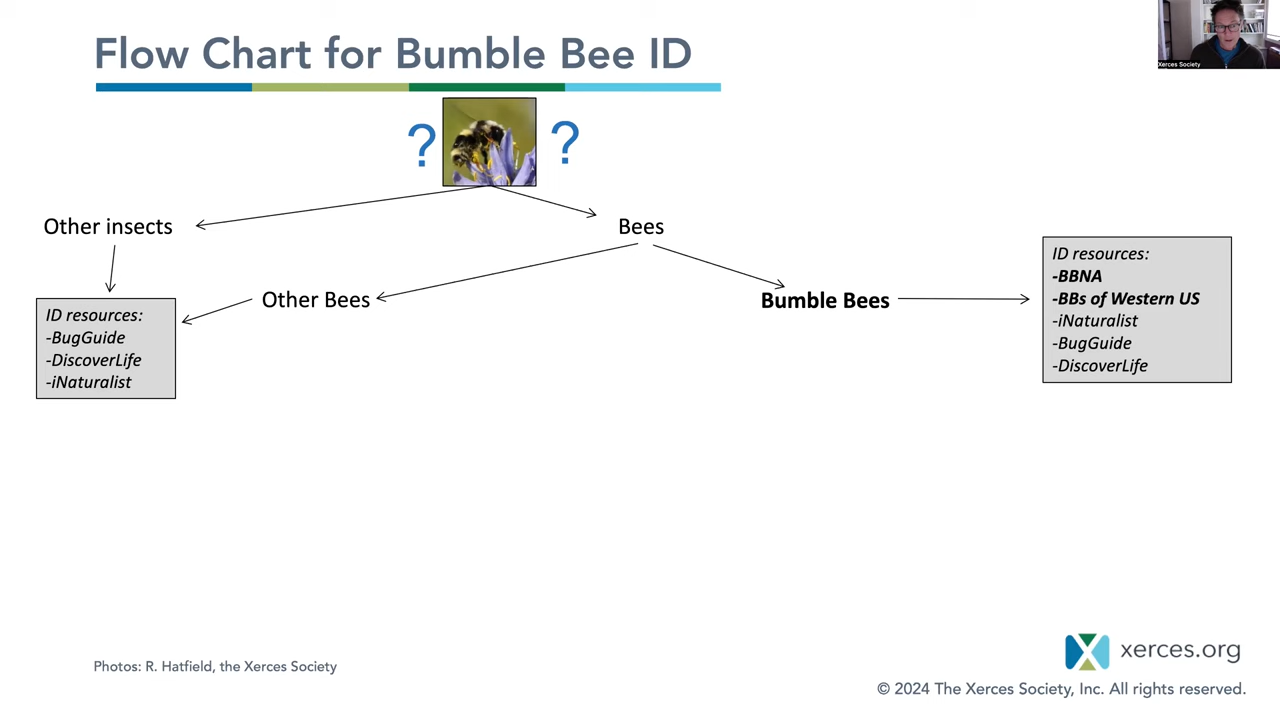 Flow Chart for Bumble Bee ID
Xerces Society
? ?
Other insects
Bees
Other Bees
Bumble Bees
ID resources:
-BugGuide
-DiscoverLife
-iNaturalist
ID resources:
-BBNA
-BBs of Western US
-iNaturalist
-BugGuide
-DiscoverLife
Photos: R. Hatfield, the Xerces Society
xerces.org
© 2024 The Xerces Society, Inc. All rights reserved.